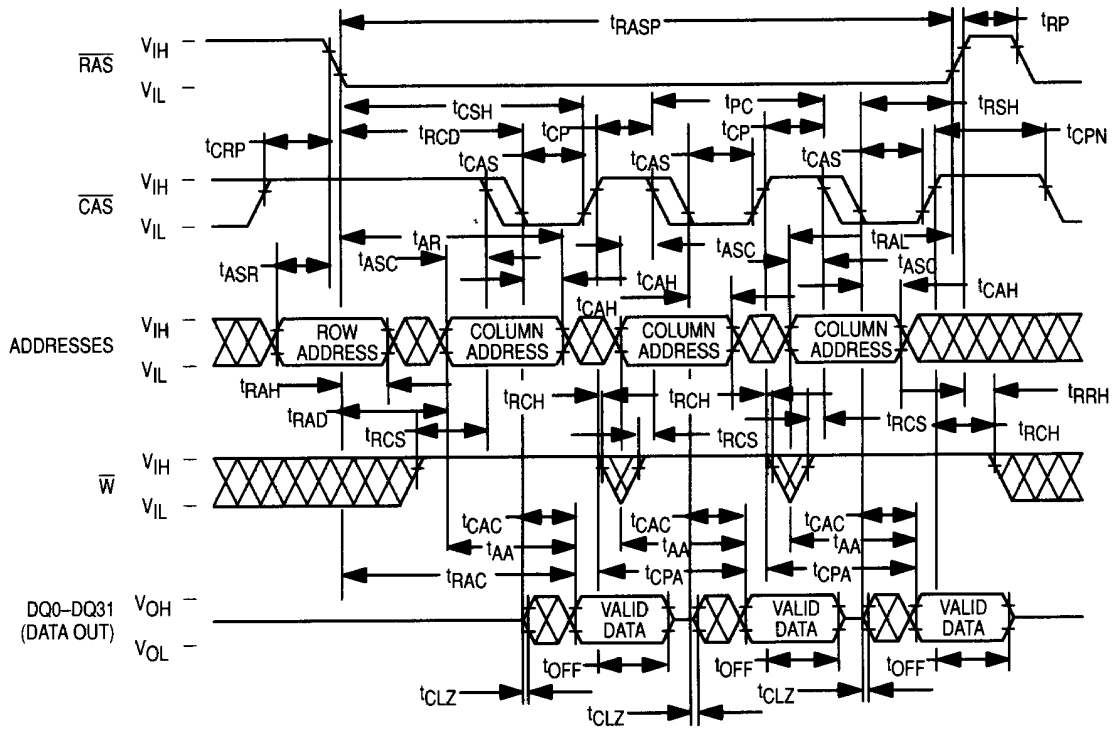 tRASP
tRP
RAS
VIH
VIL
tCSH
tPC
tRSH
tCRP
tRCD
tCP
tCP
tCPN
tCAS
tCAS
tCAS
CAS
VIH
VIL
tAR
tRAL
tASR
tASC
tASC
tASC
tCAH
tCAH
tCAH
ADDRESSES
VIH
VIL
ROW ADDRESS
COLUMN ADDRESS
COLUMN ADDRESS
COLUMN ADDRESS
tRAH
tRCH
tRCH
tRRH
tRAD
tRCS
tRCS
tRCS
tRCH
W
VIH
VIL
tCAC
tCAC
tCAC
tAA
tAA
tAA
tRAC
tCPA
tCPA
DQ0–DQ31
(DATA OUT)
VOH
VOL
VALID DATA
VALID DATA
VALID DATA
tOFF
tOFF
tOFF
tCLZ
tCLZ
tCLZ